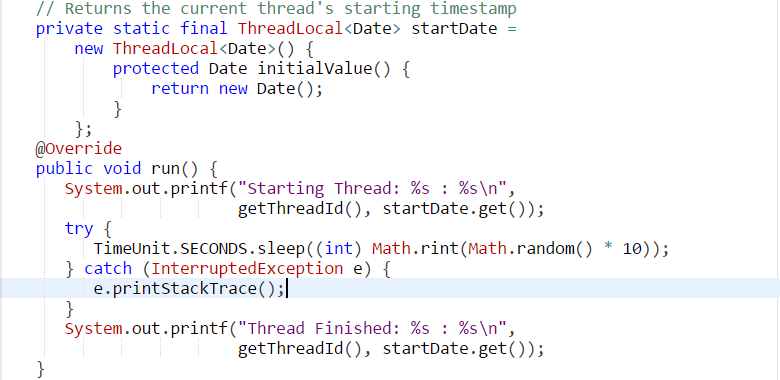 // Returns the current thread's starting timestamp
private static final ThreadLocal<Date> startDate =
    new ThreadLocal<Date>() {
        protected Date initialValue() {
            return new Date();
        }
    };
@Override
public void run() {
   System.out.printf("Starting Thread: %s : %s\n",
                     getThreadId(), startDate.get());
   try {
      TimeUnit.SECONDS.sleep((int) Math.rint(Math.random() * 10));
   } catch (InterruptedException e) {
      e.printStackTrace();
   }
   System.out.printf("Thread Finished: %s : %s\n",
                     getThreadId(), startDate.get());
}